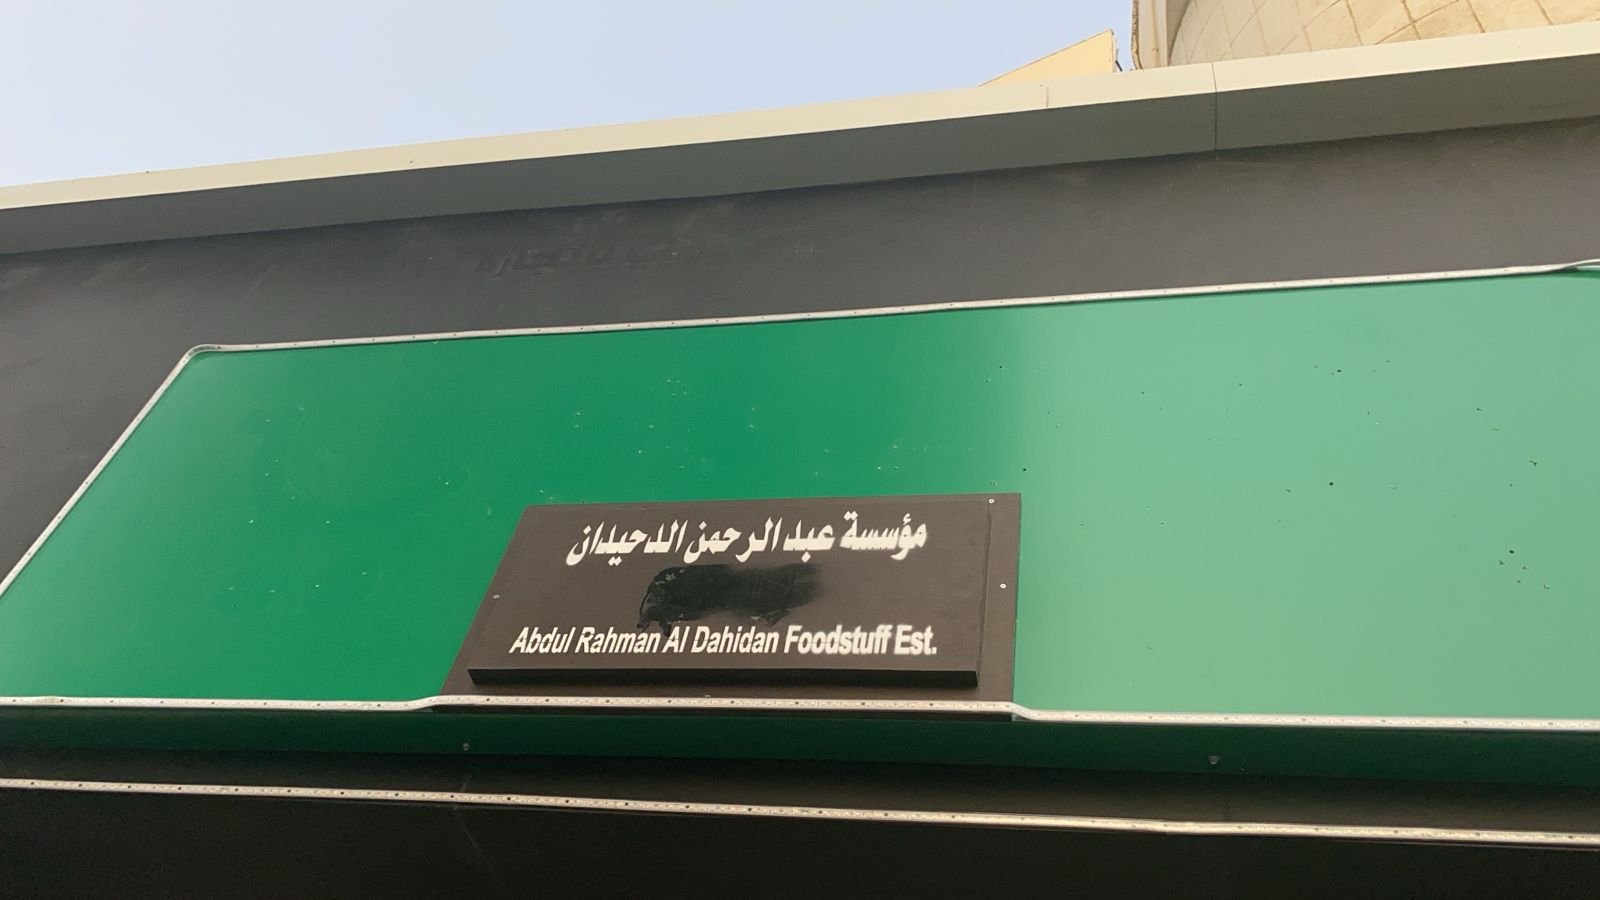 مؤسسة عبد الرحمن الدحيدان
Abdul Rahman Al Dahidan Foodstuff Est.